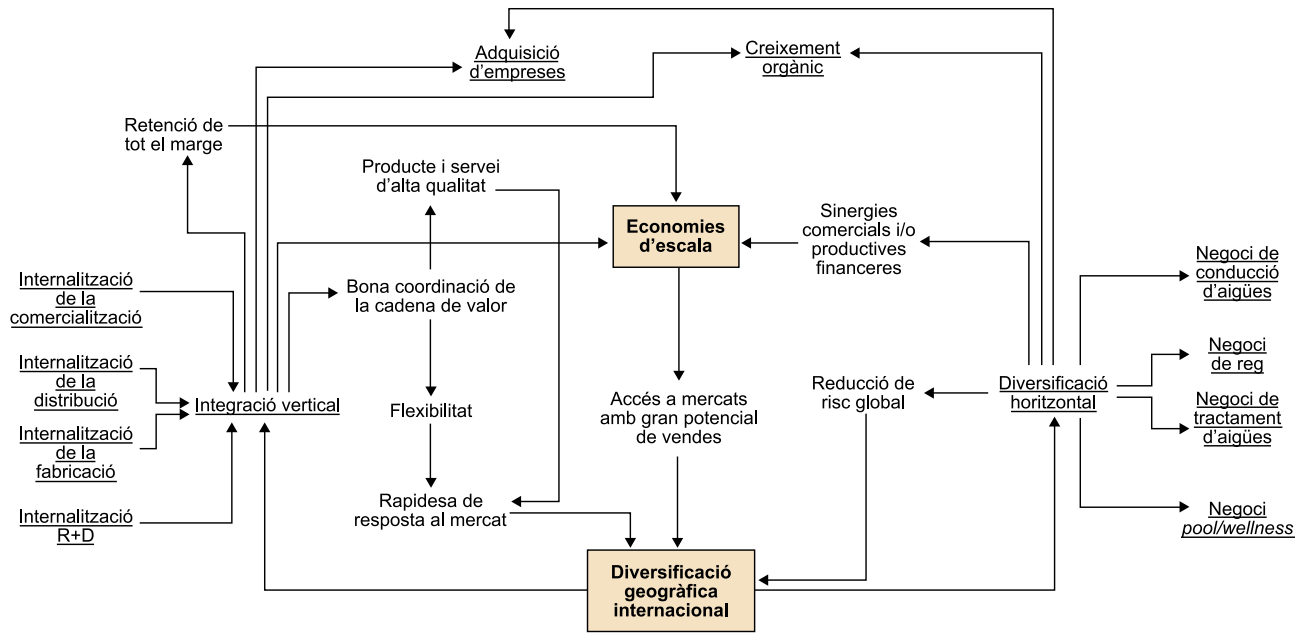 Adquisició
d'empreses
Creixement
orgànic
Retenció de
tot el marge
Producte i servei
d'alta qualitat
Economies
d'escala
Sinergies
comercials i/o
productives
financeres
Negoci de
conducció
d'aigües
Internalització
de la
comercialització
Bona coordinació de
la cadena de valor
Internalització
de la
distribució
Integració vertical
Flexibilitat
Accés a mercats
amb gran potencial
de vendes
Reducció de
risc global
Diversificació
horitzontal
Negoci
de reg
Negoci de
tractament
d'aigües
Internalització
de la
fabricació
Internalització
R+D
Rapidesa de
resposta al mercat
Negoci
pool/wellness
Diversificació
geogràfica
internacional